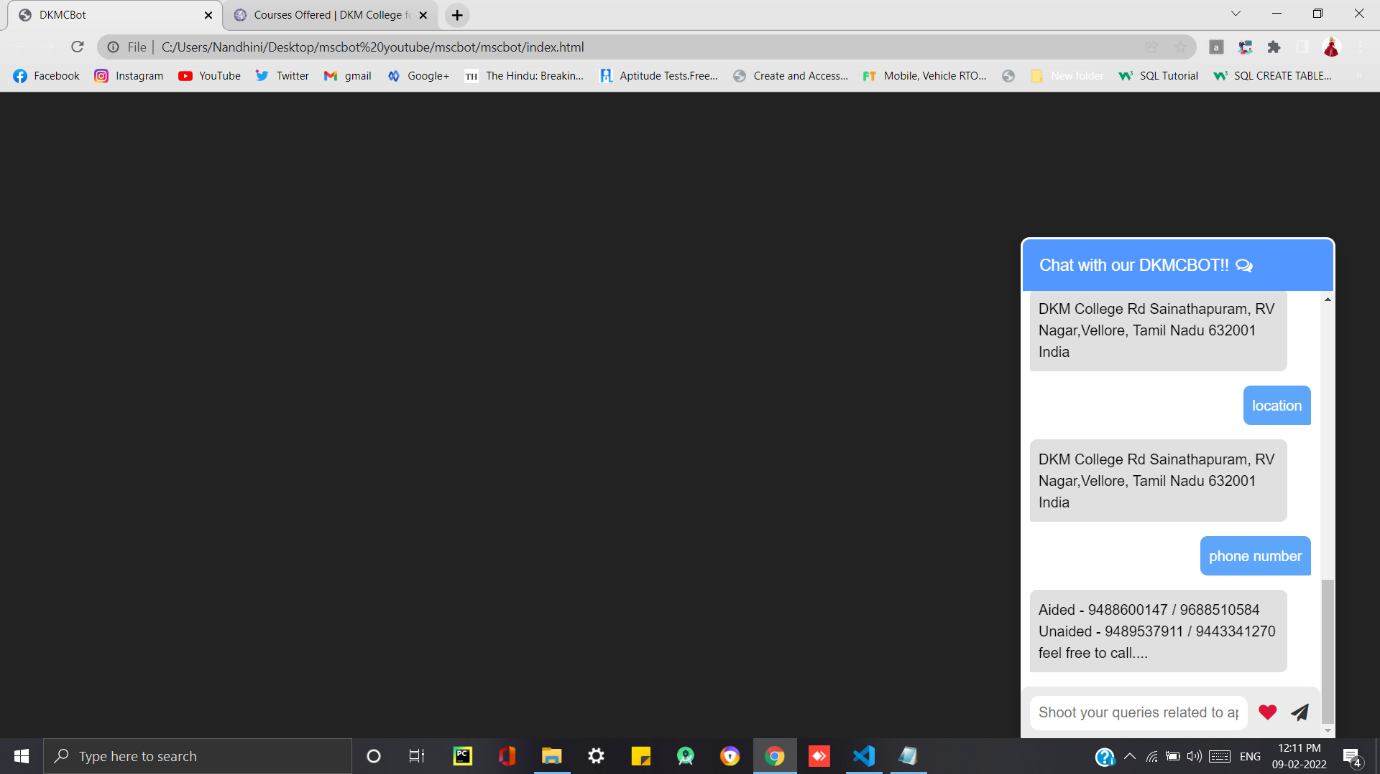 DKMCBot
Courses Offered | DKM College f
File | C:/Users/Nandhini/Desktop/mscbot%20youtube/mscbot/mscbot/index.html
Facebook Instagram YouTube Twitter gmail Google+ The Hindu: Breakin... Aptitude Tests.Free... Create and Access... Mobile, Vehicle RTO... New folder SQL Tutorial SQL CREATE TABLE...
Chat with our DKMCBOT!!
DKM College Rd Sainathapuram, RV
Nagar,Vellore, Tamil Nadu 632001
India
location
DKM College Rd Sainathapuram, RV
Nagar,Vellore, Tamil Nadu 632001
India
phone number
Aided - 9488600147 / 9688510584
Unaided - 9489537911 / 9443341270
feel free to call....
Shoot your queries related to ap
Type here to search
ENG
12:11 PM
09-02-2022
4